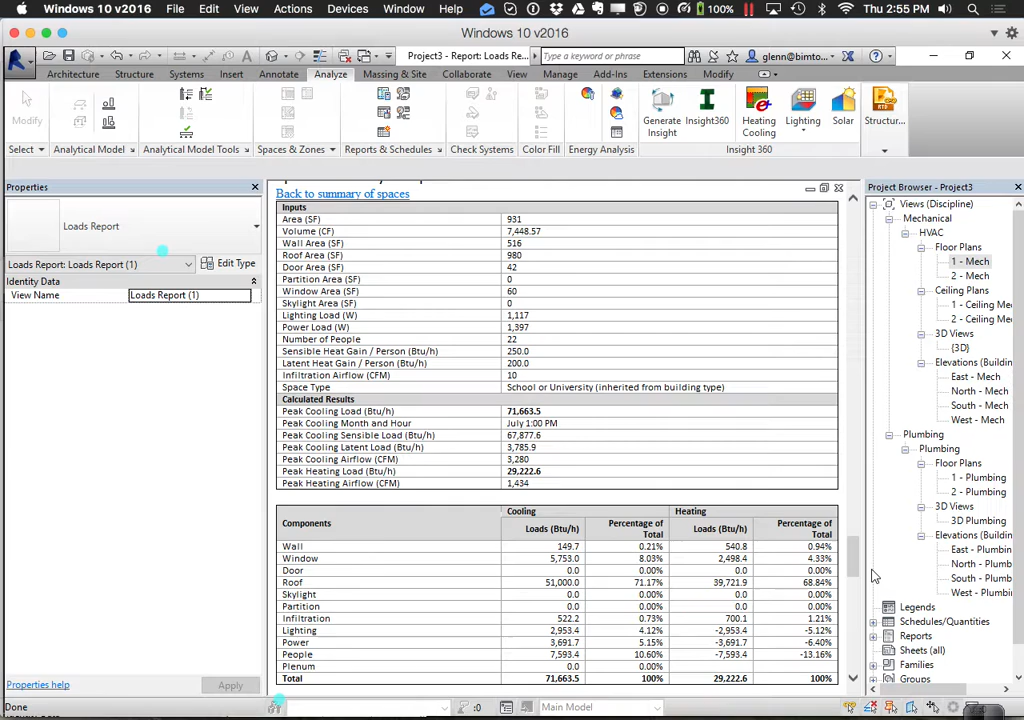 Windows 10 v2016 File Edit View Actions Devices Window Help 100% Thu 2:55 PM
Windows 10 v2016
Project3 - Report: Loads Re... Type a keyword or phrase glenn@bimto...
Architecture Structure Systems Insert Annotate Analyze Massing & Site Collaborate View Manage Add-Ins Extensions Modify
Modify Generate Insight Insight360 Heating Cooling Lighting Solar Structur...
Select Analytical Model Analytical Model Tools Spaces & Zones Reports & Schedules Check Systems Color Fill Energy Analysis Insight 360
Properties
Loads Report
Loads Report: Loads Report (1) Edit Type
Identity Data
View Name Loads Report (1)
Properties help Apply
Back to summary of spaces
Inputs
Area (SF) 931
Volume (CF) 7,448.57
Wall Area (SF) 516
Roof Area (SF) 980
Door Area (SF) 42
Partition Area (SF) 0
Window Area (SF) 60
Skylight Area (SF) 0
Lighting Load (W) 1,117
Power Load (W) 1,397
Number of People 22
Sensible Heat Gain / Person (Btu/h) 250.0
Latent Heat Gain / Person (Btu/h) 200.0
Infiltration Airflow (CFM) 10
Space Type School or University (inherited from building type)
Calculated Results
Peak Cooling Load (Btu/h) 71,663.5
Peak Cooling Month and Hour July 1:00 PM
Peak Cooling Sensible Load (Btu/h) 67,877.6
Peak Cooling Latent Load (Btu/h) 3,785.9
Peak Cooling Airflow (CFM) 3,280
Peak Heating Load (Btu/h) 29,222.6
Peak Heating Airflow (CFM) 1,434
Components Cooling Heating
Loads (Btu/h) Percentage of Total Loads (Btu/h) Percentage of Total
Wall 149.7 0.21% 540.8 0.94%
Window 5,753.0 8.03% 2,498.4 4.33%
Door 0.0 0.00% 0.0 0.00%
Roof 51,000.0 71.17% 39,721.9 68.84%
Skylight 0.0 0.00% 0.0 0.00%
Partition 0.0 0.00% 0.0 0.00%
Infiltration 522.2 0.73% 700.1 1.21%
Lighting 2,953.4 4.12% -2,953.4 -5.12%
Power 3,691.7 5.15% -3,691.7 -6.40%
People 7,593.4 10.60% -7,593.4 -13.16%
Plenum 0.0 0.00%
Total 71,663.5 100% 29,222.6 100%
Project Browser - Project3
Views (Discipline)
Mechanical
HVAC
Floor Plans
1 - Mech
2 - Mech
Ceiling Plans
1 - Ceiling Me
2 - Ceiling Me
3D Views
{3D}
Elevations (Buildin
East - Mech
North - Mech
South - Mech
West - Mech
Plumbing
Plumbing
Floor Plans
1 - Plumbing
2 - Plumbing
3D Views
3D Plumbing
Elevations (Buildin
East - Plumbin
North - Plumb
South - Plumb
West - Plumbi
Legends
Schedules/Quantities
Reports
Sheets (all)
Families
Groups
Done :0 Main Model